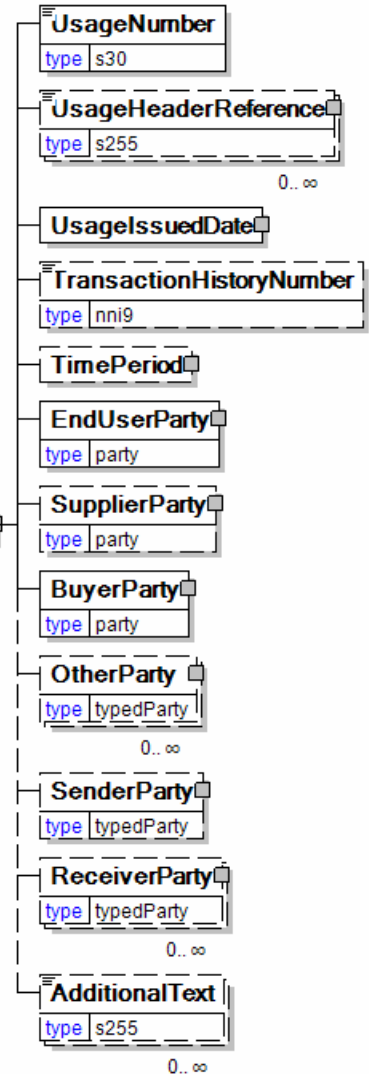 UsageNumber
type s30
UsageHeaderReference
type s255
0.. ∞
UsageIssuedDate
TransactionHistoryNumber
type nni9
TimePeriod
EndUserParty
type party
SupplierParty
type party
BuyerParty
type party
OtherParty
type typedParty
0.. ∞
SenderParty
type typedParty
ReceiverParty
type typedParty
0.. ∞
AdditionalText
type s255
0.. ∞